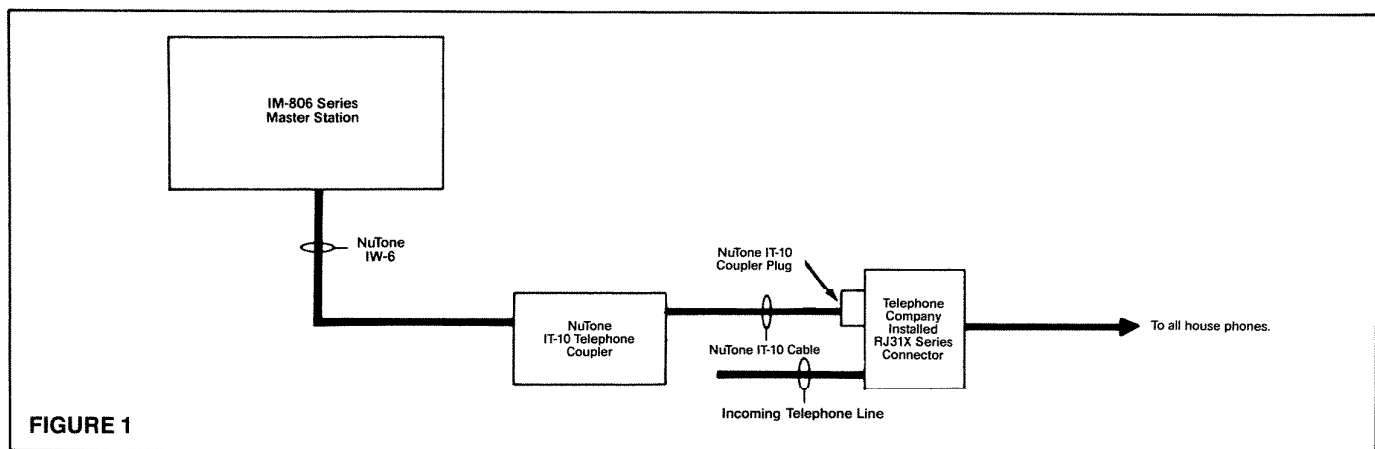 IM-806 Series
Master Station
NuTone
IW-6
NuTone IT-10
Coupler Plug
NuTone
IT-10 Telephone
Coupler
NuTone IT-10 Cable
Telephone
Company
Installed
RJ31X Series
Connector
To all house phones.
Incoming Telephone Line
FIGURE 1